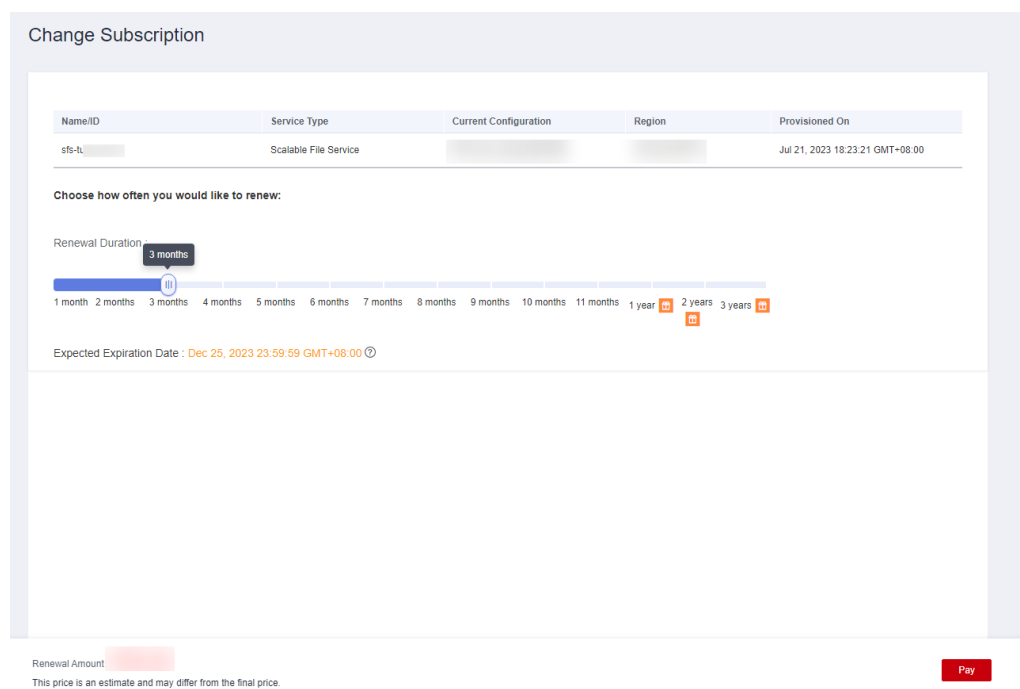 Change Subscription
Name/ID Service Type Current Configuration Region Provisioned On
Scalable File Service Jul 21, 2023 18:23:21 GMT+08:00
Choose how often you would like to renew:
Renewal Duration :
3 months
1 month 2 months 3 months 4 months 5 months 6 months 7 months 8 months 9 months 10 months 11 months 1 year 2 years 3 years
Expected Expiration Date : Dec 25, 2023 23:59:59 GMT+08:00 ?
Renewal Amount
Pay
This price is an estimate and may differ from the final price.